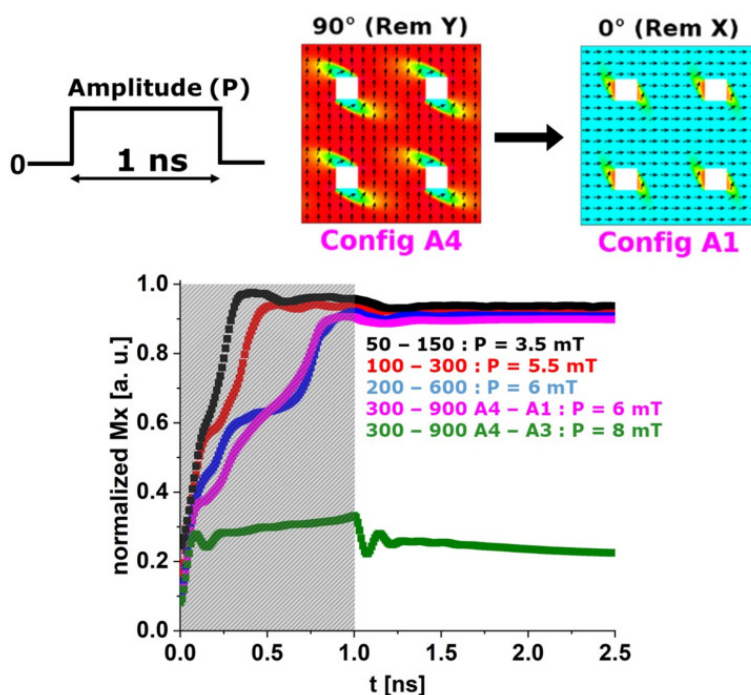 90° (Rem Y)
0° (Rem X)
Amplitude (P)
0
1 ns
Config A4
Config A1
normalized Mx [a. u.]
1.0
0.8
0.6
0.4
0.2
0.0
50 – 150 : P = 3.5 mT
100 – 300 : P = 5.5 mT
200 – 600 : P = 6 mT
300 – 900 A4 – A1 : P = 6 mT
300 – 900 A4 – A3 : P = 8 mT
0.0 0.5 1.0 1.5 2.0 2.5
t [ns]